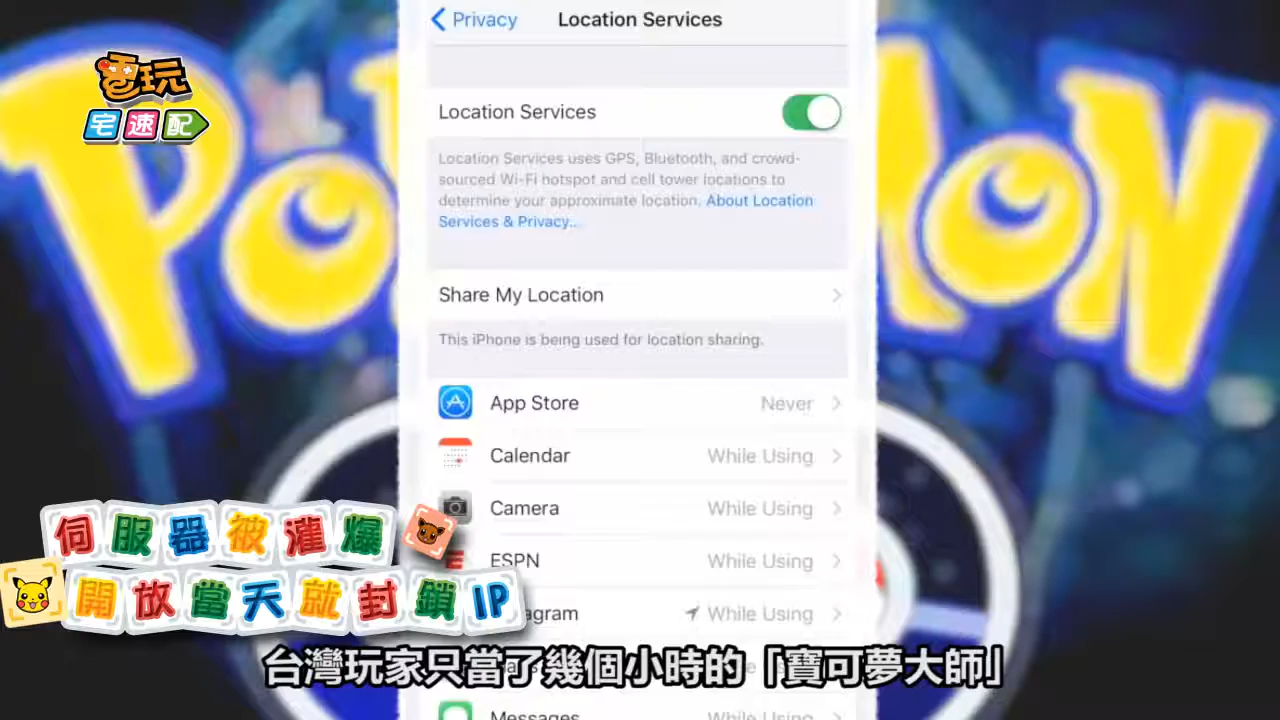 POKÉMON
電玩
宅速配
Privacy
Location Services
Location Services
Location Services uses GPS, Bluetooth, and crowd-
sourced Wi-Fi hotspot and cell tower locations to
determine your approximate location. About Location
Services & Privacy...
Share My Location
This iPhone is being used for location sharing.
App Store Never
Calendar While Using
Camera While Using
ESPN While Using
agram While Using
伺服器被灌爆
開放當天就封鎖IP
台灣玩家只當了幾個小時的「寶可夢大師」
Messages While Using